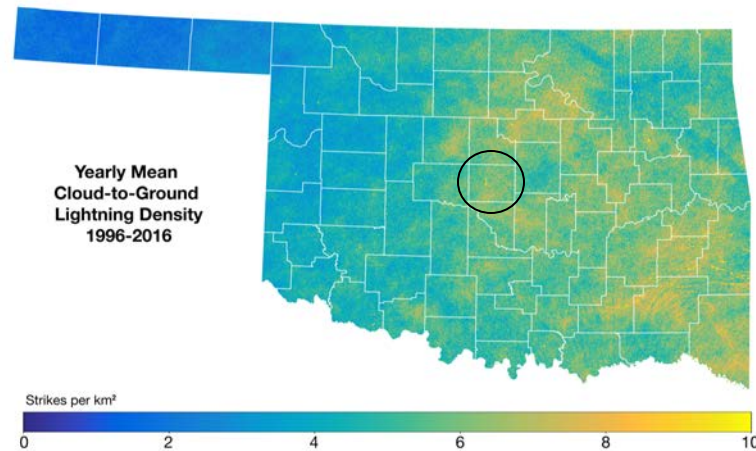 Yearly Mean
Cloud-to-Ground
Lightning Density
1996-2016
Strikes per km²
0 2 4 6 8 10